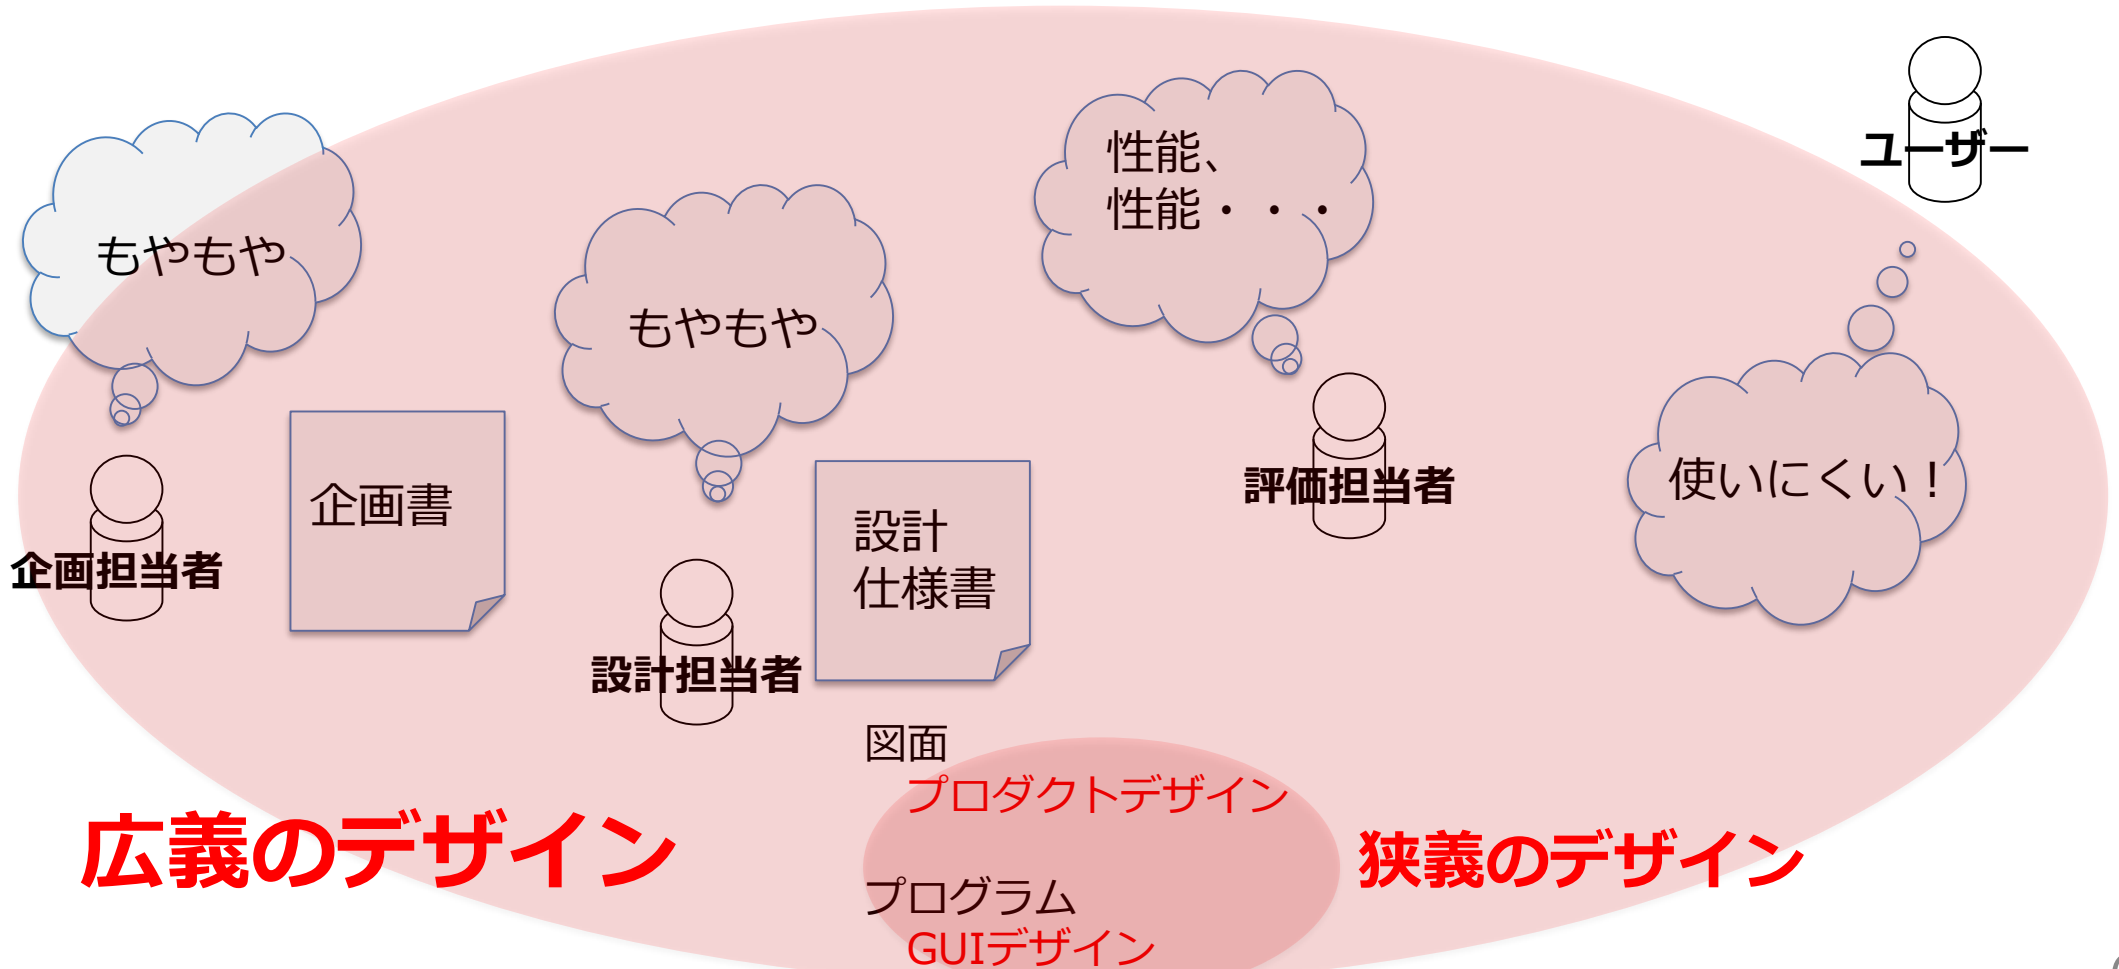 もやもや
企画担当者
企画書
もやもや
設計担当者
設計
仕様書
性能、
性能・・・
評価担当者
ユーザー
使いにくい！
図面
プロダクトデザイン
プログラム
GUIデザイン
広義のデザイン
狭義のデザイン